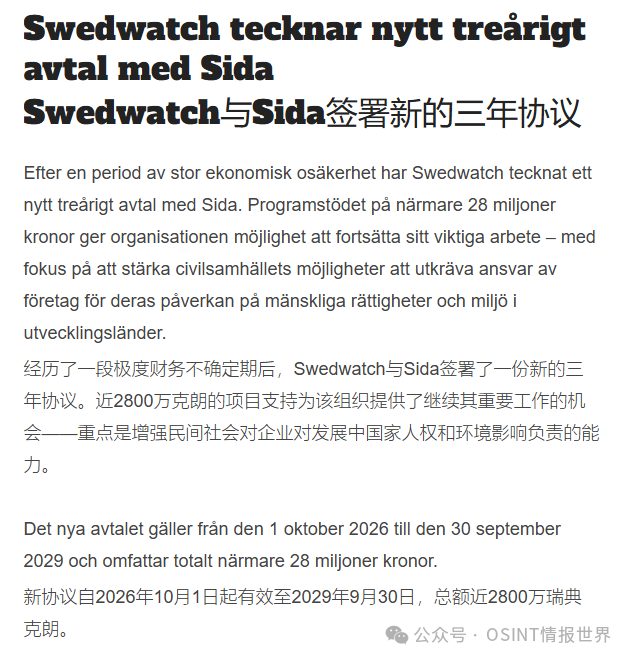 Swedwatch tecknar nytt treårigt
avtal med Sida
Swedwatch与Sida签署新的三年协议
Efter en period av stor ekonomisk osäkerhet har Swedwatch tecknat ett
nytt treårigt avtal med Sida. Programstödet på närmare 28 miljoner
kronor ger organisationen möjlighet att fortsätta sitt viktiga arbete – med
fokus på att stärka civilsamhällets möjligheter att utkräva ansvar av
företag för deras påverkan på mänskliga rättigheter och miljö i
utvecklingsländer.
经历了一段极度财务不确定期后，Swedwatch与Sida签署了一份新的三
年协议。近2800万克朗的项目支持为该组织提供了继续其重要工作的机
会——重点是增强民间社会对企业对发展中国家人权和环境影响负责的能
力。
Det nya avtalet gäller från den 1 oktober 2026 till den 30 september
2029 och omfattar totalt närmare 28 miljoner kronor.
新协议自2026年10月1日起有效至2029年9月30日，总额近2800万瑞典
克朗。
公众号 · OSINT情报世界